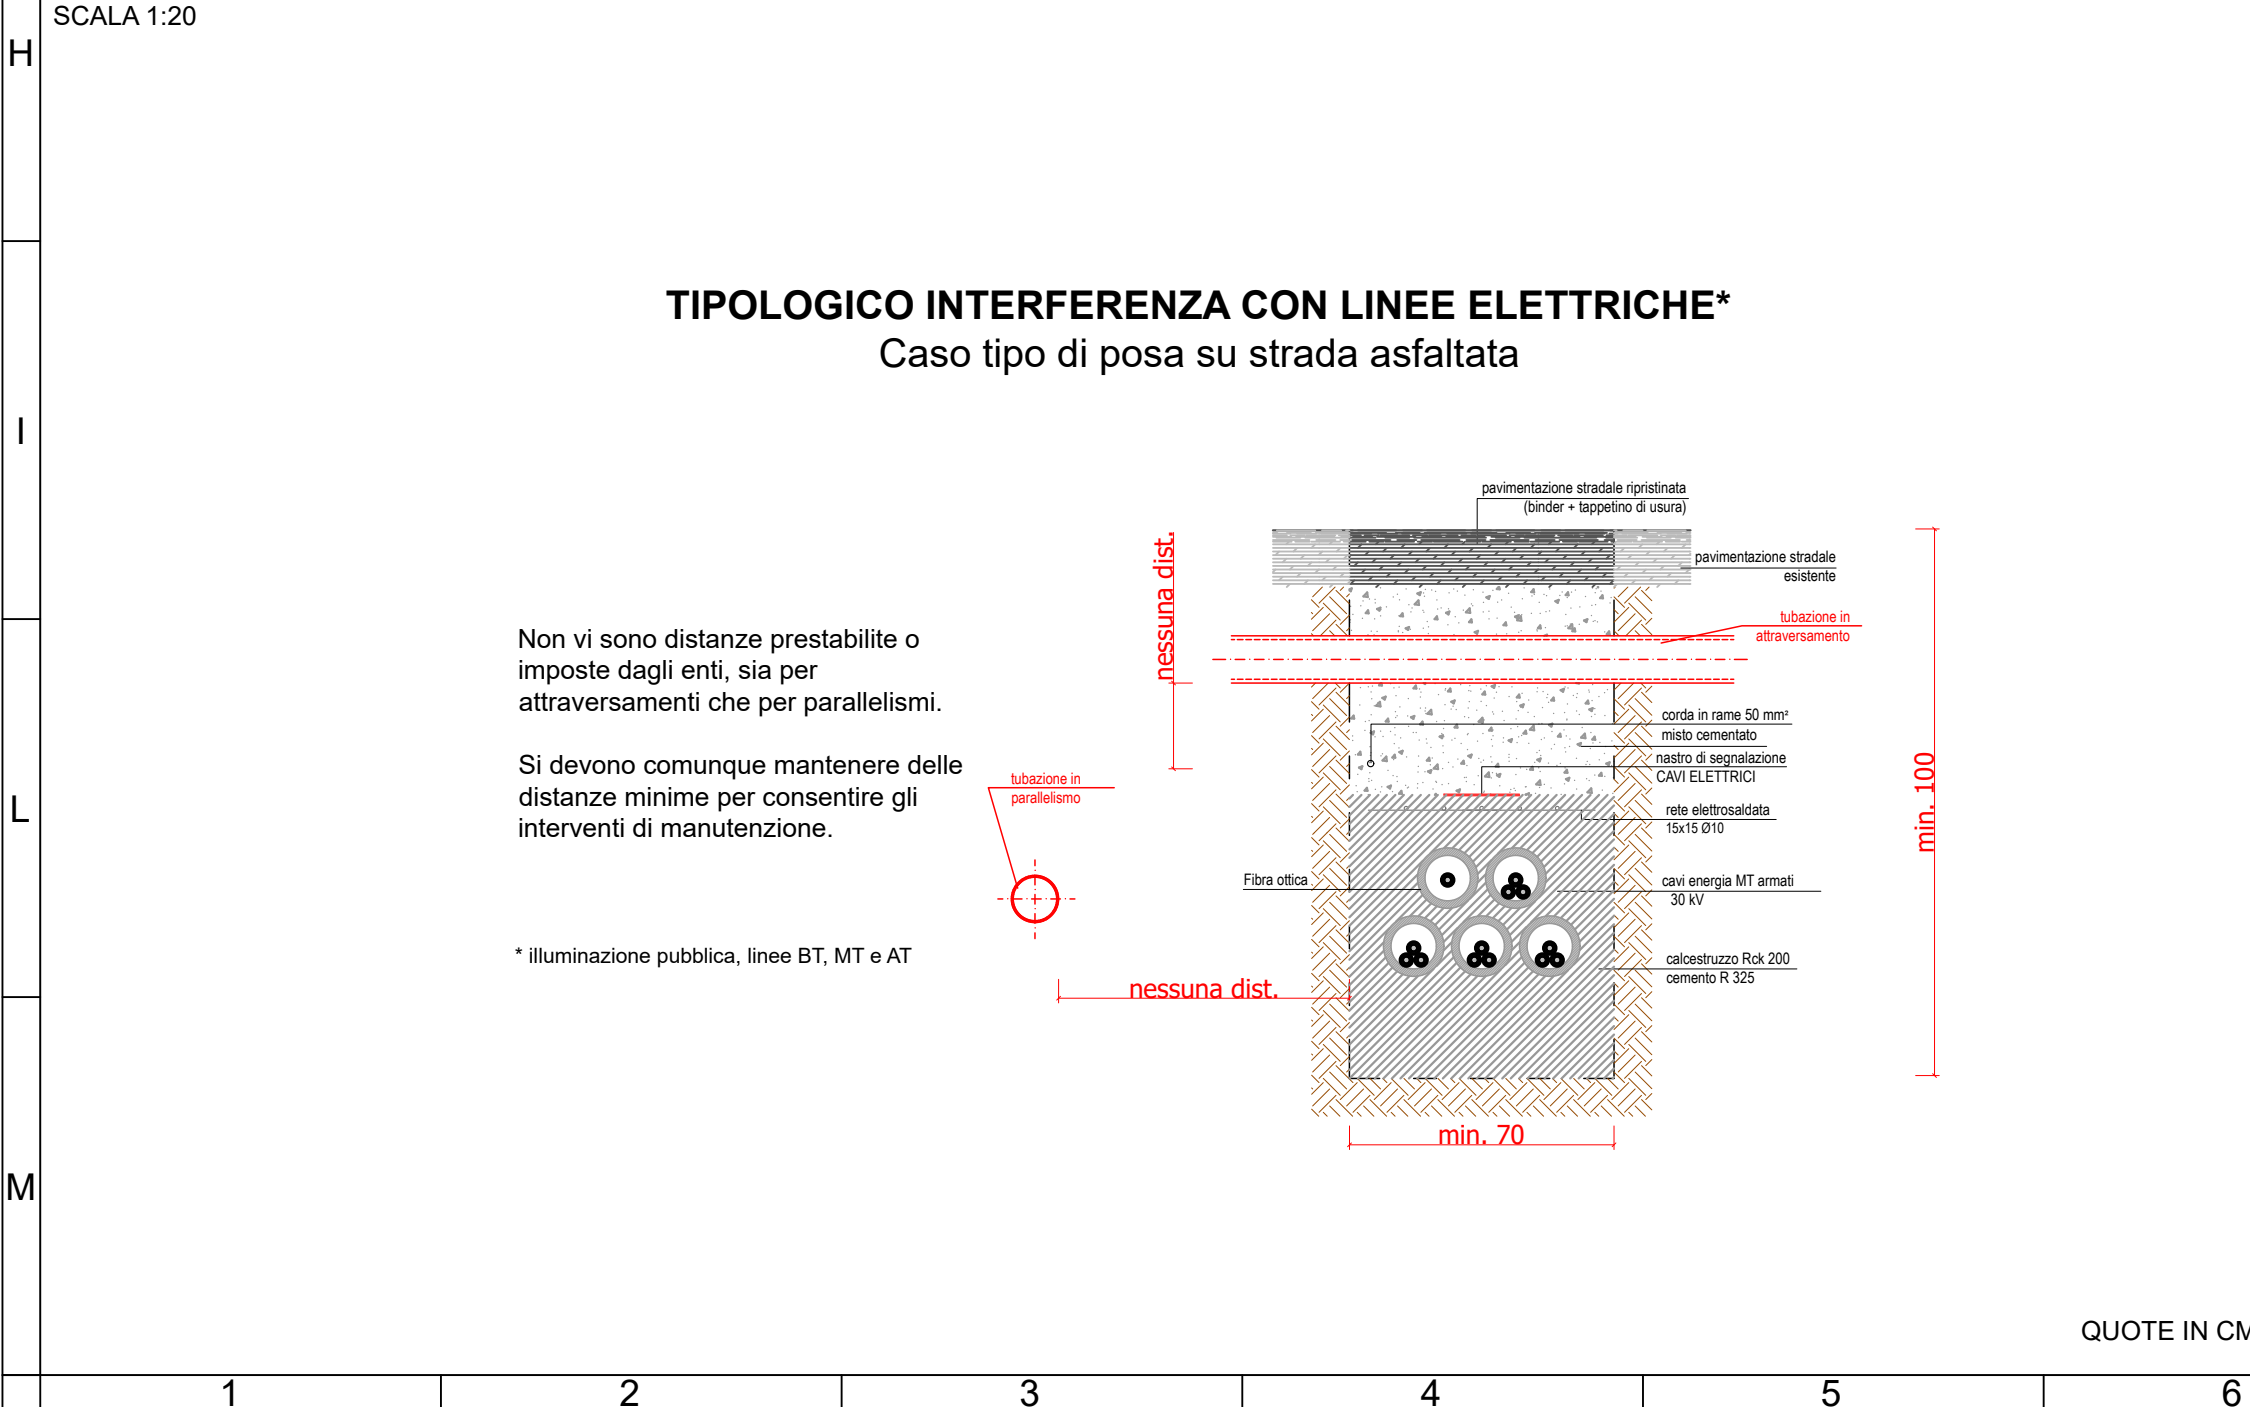 SCALA 1:20
H
TIPOLOGICO INTERFERENZA CON LINEE ELETTRICHE*
Caso tipo di posa su strada asfaltata
I
pavimentazione stradale ripristinata
(binder + tappetino di usura)
nessuna dist.
pavimentazione stradale
esistente
tubazione in
attraversamento
Non vi sono distanze prestabilite o
imposte dagli enti, sia per
attraversamenti che per parallelismi.
Si devono comunque mantenere delle
distanze minime per consentire gli
interventi di manutenzione.
corda in rame 50 mm²
misto cementato
nastro di segnalazione
CAVI ELETTRICI
min. 100
L
tubazione in
parallelismo
rete elettrosaldata
15x15 Ø10
Fibra ottica
cavi energia MT armati
30 kV
* illuminazione pubblica, linee BT, MT e AT
calcestruzzo Rck 200
cemento R 325
nessuna dist.
min. 70
M
QUOTE IN CM
1 2 3 4 5 6